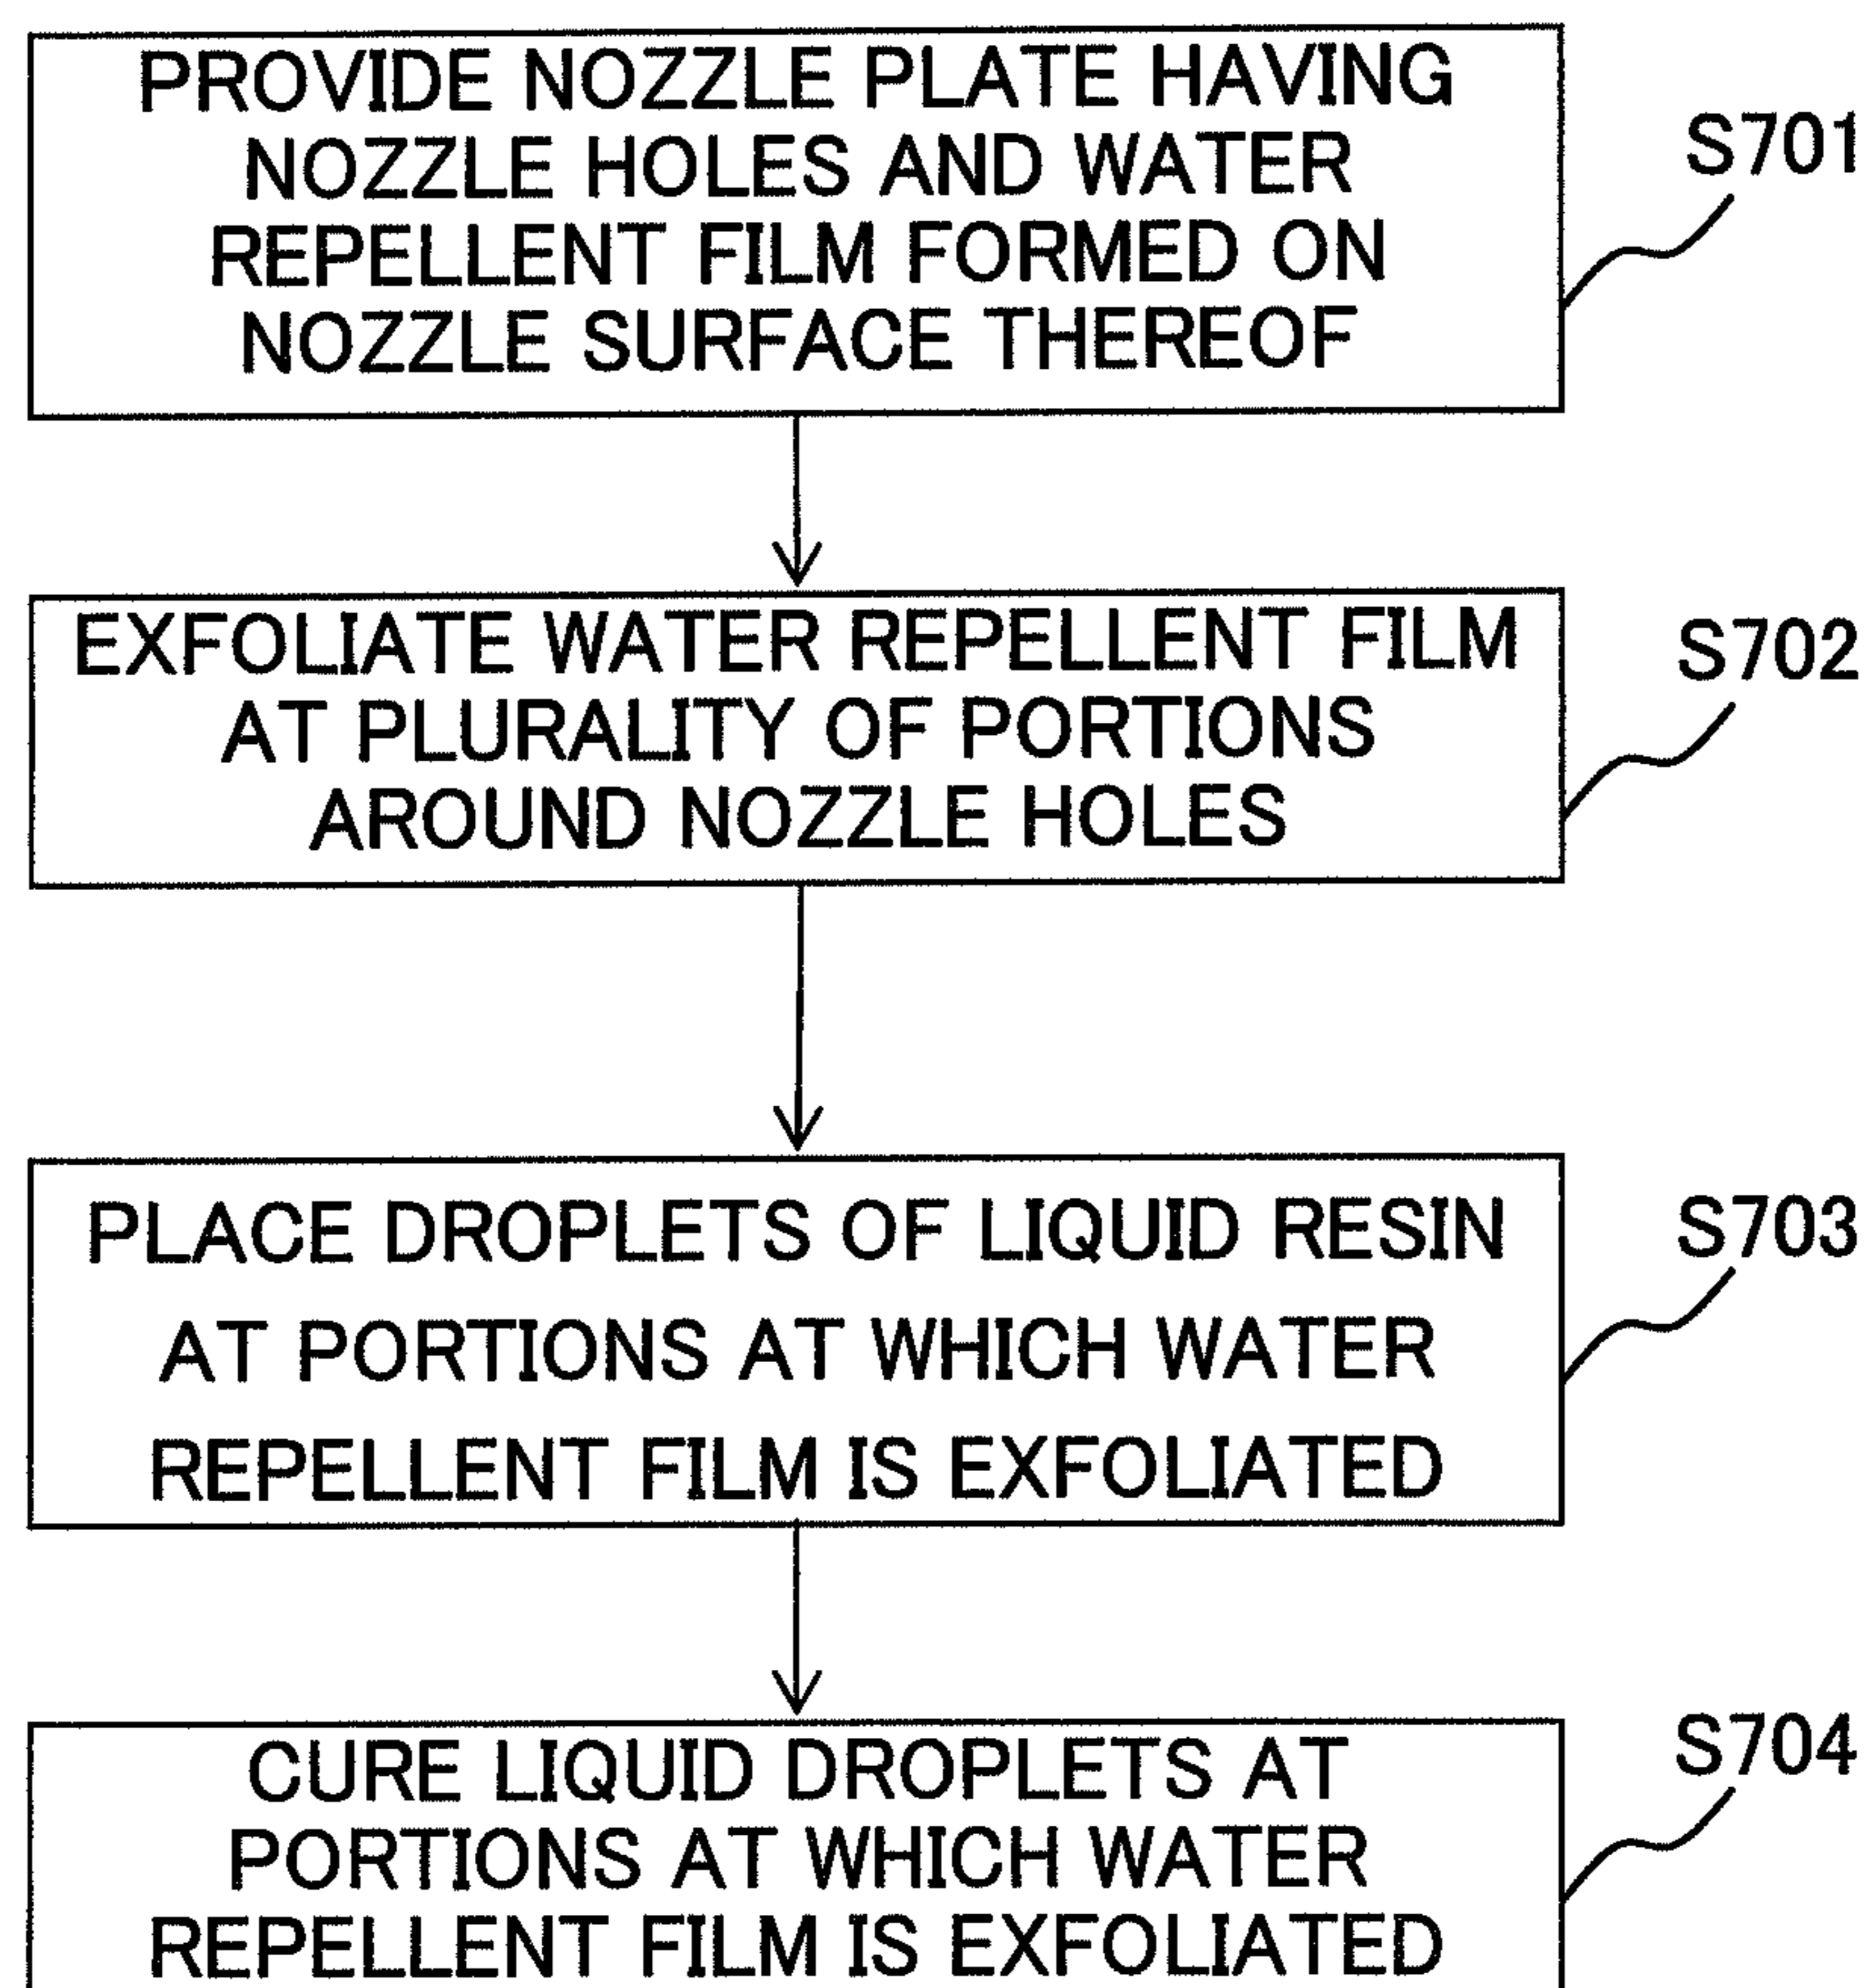 PROVIDE NOZZLE PLATE HAVING
NOZZLE HOLES AND WATER
REPELLENT FILM FORMED ON
NOZZLE SURFACE THEREOF
S701
EXFOLIATE WATER REPELLENT FILM
AT PLURALITY OF PORTIONS
AROUND NOZZLE HOLES
S702
PLACE DROPLETS OF LIQUID RESIN
AT PORTIONS AT WHICH WATER
REPELLENT FILM IS EXFOLIATED
S703
CURE LIQUID DROPLETS AT
PORTIONS AT WHICH WATER
REPELLENT FILM IS EXFOLIATED
S704